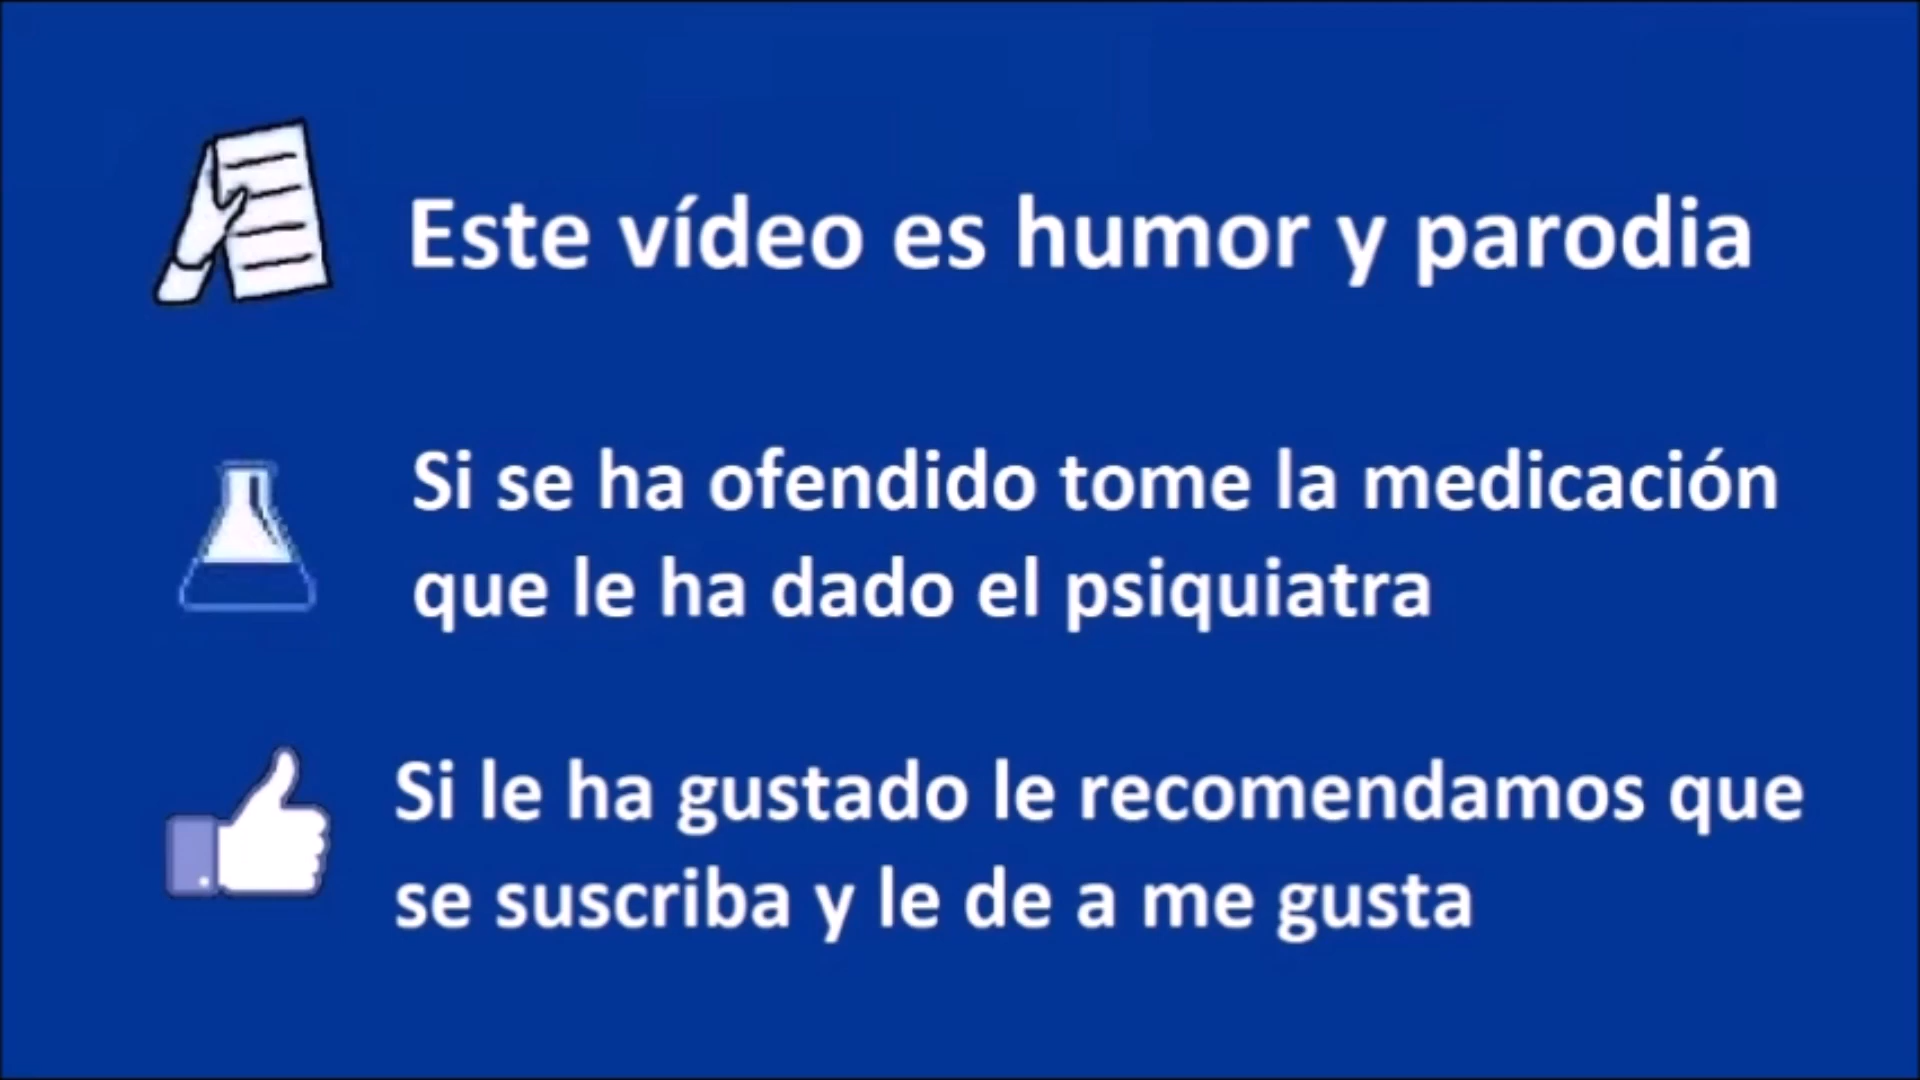 Este vídeo es humor y parodia
Si se ha ofendido tome la medicación
que le ha dado el psiquiatra
Si le ha gustado le recomendamos que
se suscriba y le de a me gusta